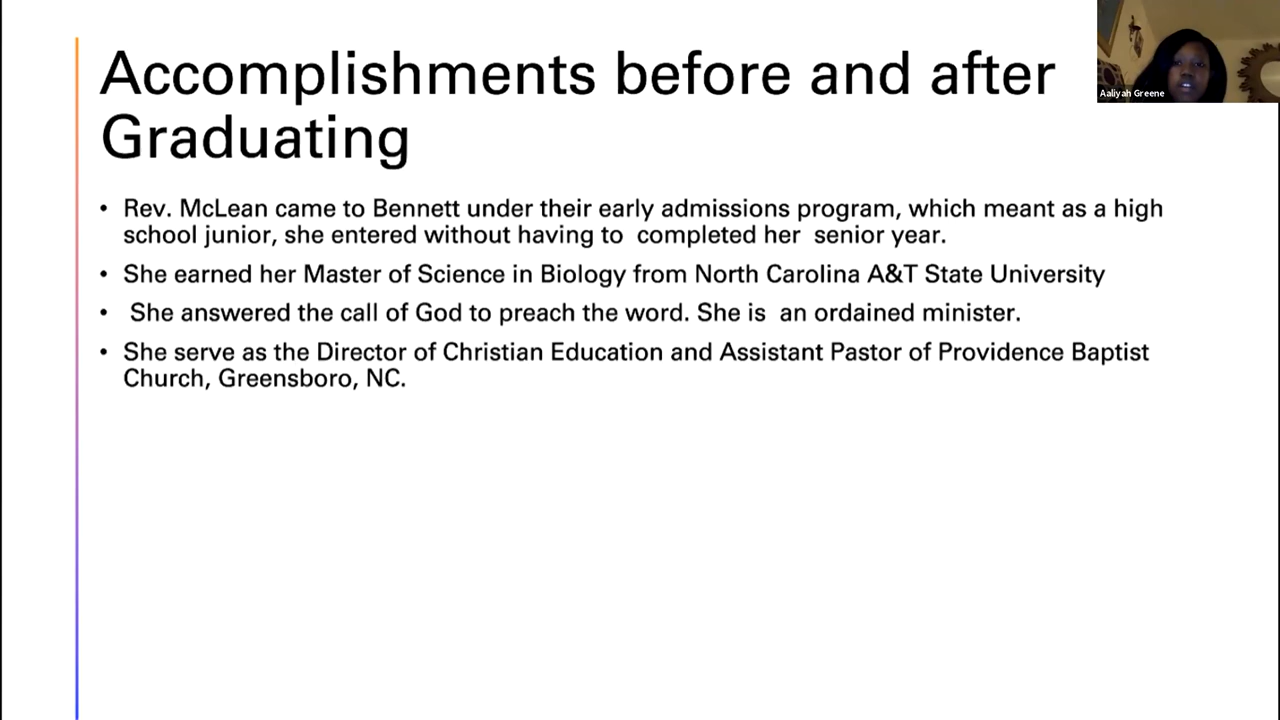 Accomplishments before and after
Graduating
Aaliyah Greene
• Rev. McLean came to Bennett under their early admissions program, which meant as a high
school junior, she entered without having to  completed her  senior year.
• She earned her Master of Science in Biology from North Carolina A&T State University
•  She answered the call of God to preach the word. She is  an ordained minister.
• She serve as the Director of Christian Education and Assistant Pastor of Providence Baptist
Church, Greensboro, NC.